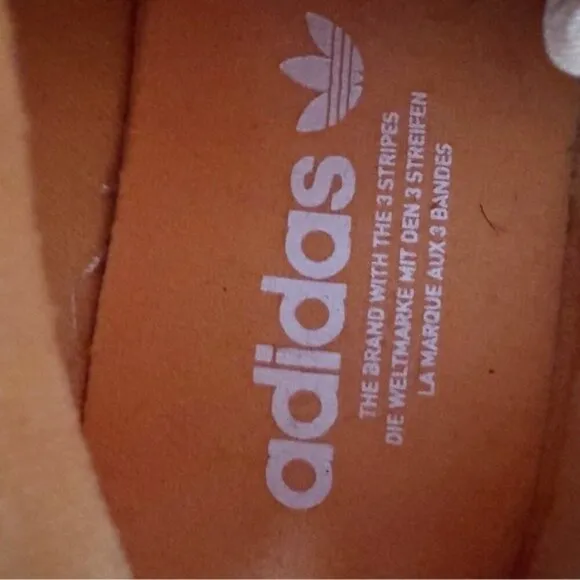 adidas
THE BRAND WITH THE 3 STRIPES
DIE WELTMARKE MIT DEN 3 STREIFEN
LA MARQUE AUX 3 BANDES